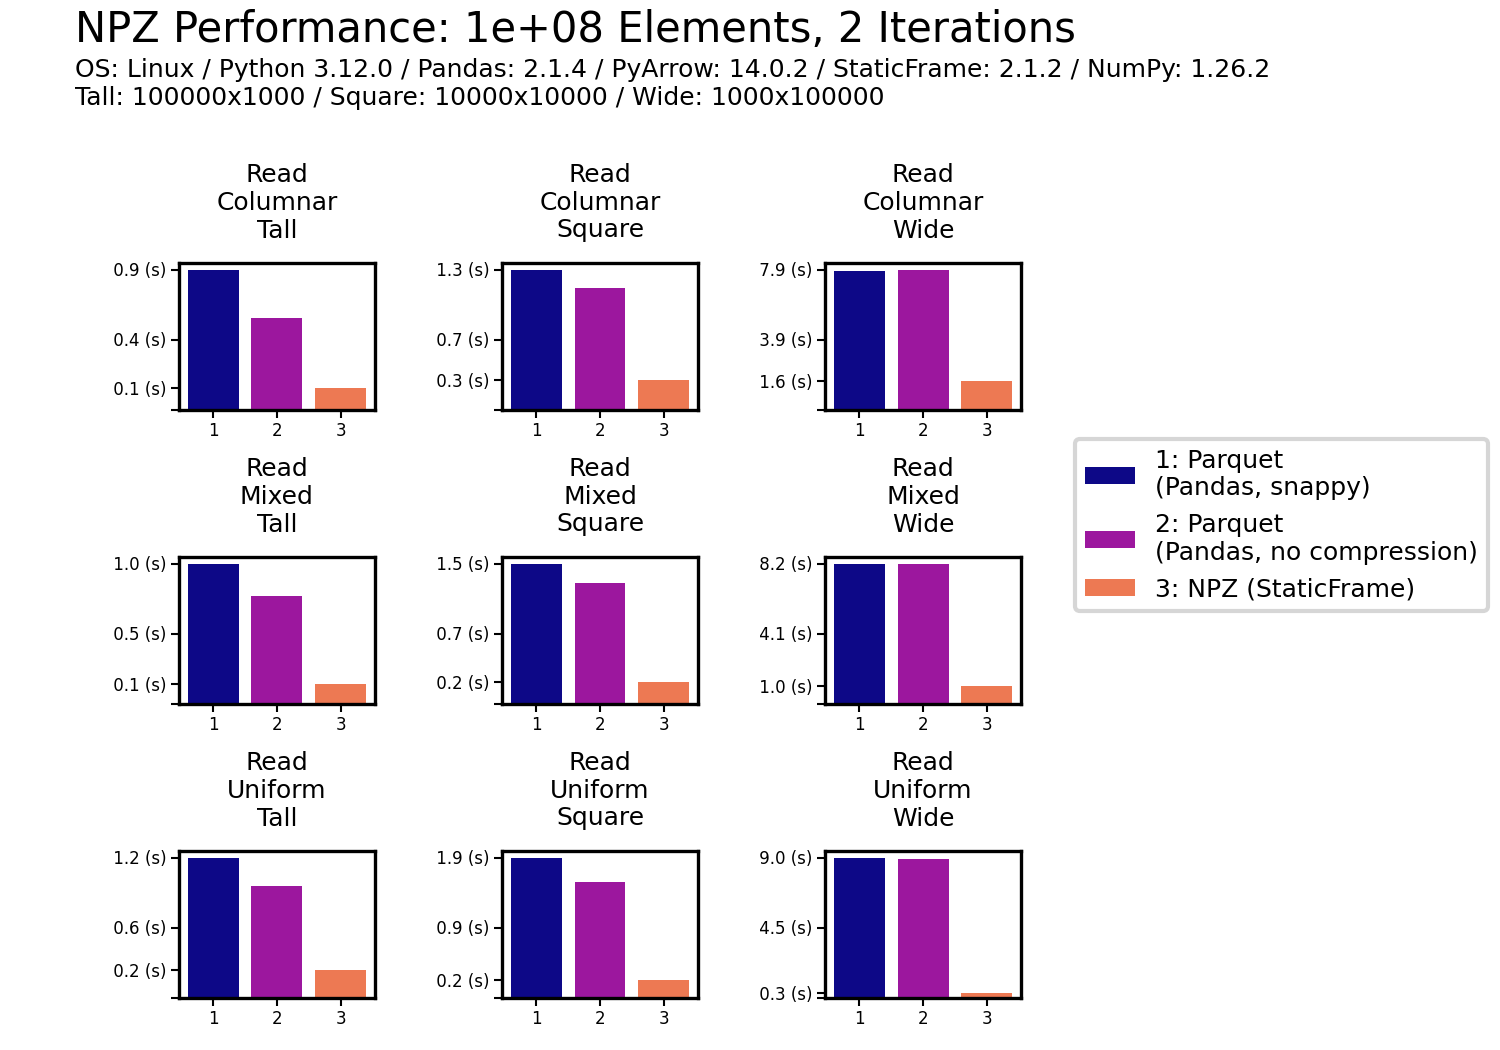 NPZ Performance: 1e+08 Elements, 2 Iterations
OS: Linux / Python 3.12.0 / Pandas: 2.1.4 / PyArrow: 14.0.2 / StaticFrame: 2.1.2 / NumPy: 1.26.2
Tall: 100000x1000 / Square: 10000x10000 / Wide: 1000x100000
Read
Columnar
Tall
0.9 (s)
0.4 (s)
0.1 (s)
1 2 3
Read
Columnar
Square
1.3 (s)
0.7 (s)
0.3 (s)
1 2 3
Read
Columnar
Wide
7.9 (s)
3.9 (s)
1.6 (s)
1 2 3
Read
Mixed
Tall
1.0 (s)
0.5 (s)
0.1 (s)
1 2 3
Read
Mixed
Square
1.5 (s)
0.7 (s)
0.2 (s)
1 2 3
Read
Mixed
Wide
8.2 (s)
4.1 (s)
1.0 (s)
1 2 3
1: Parquet
(Pandas, snappy)
2: Parquet
(Pandas, no compression)
3: NPZ (StaticFrame)
Read
Uniform
Tall
1.2 (s)
0.6 (s)
0.2 (s)
1 2 3
Read
Uniform
Square
1.9 (s)
0.9 (s)
0.2 (s)
1 2 3
Read
Uniform
Wide
9.0 (s)
4.5 (s)
0.3 (s)
1 2 3